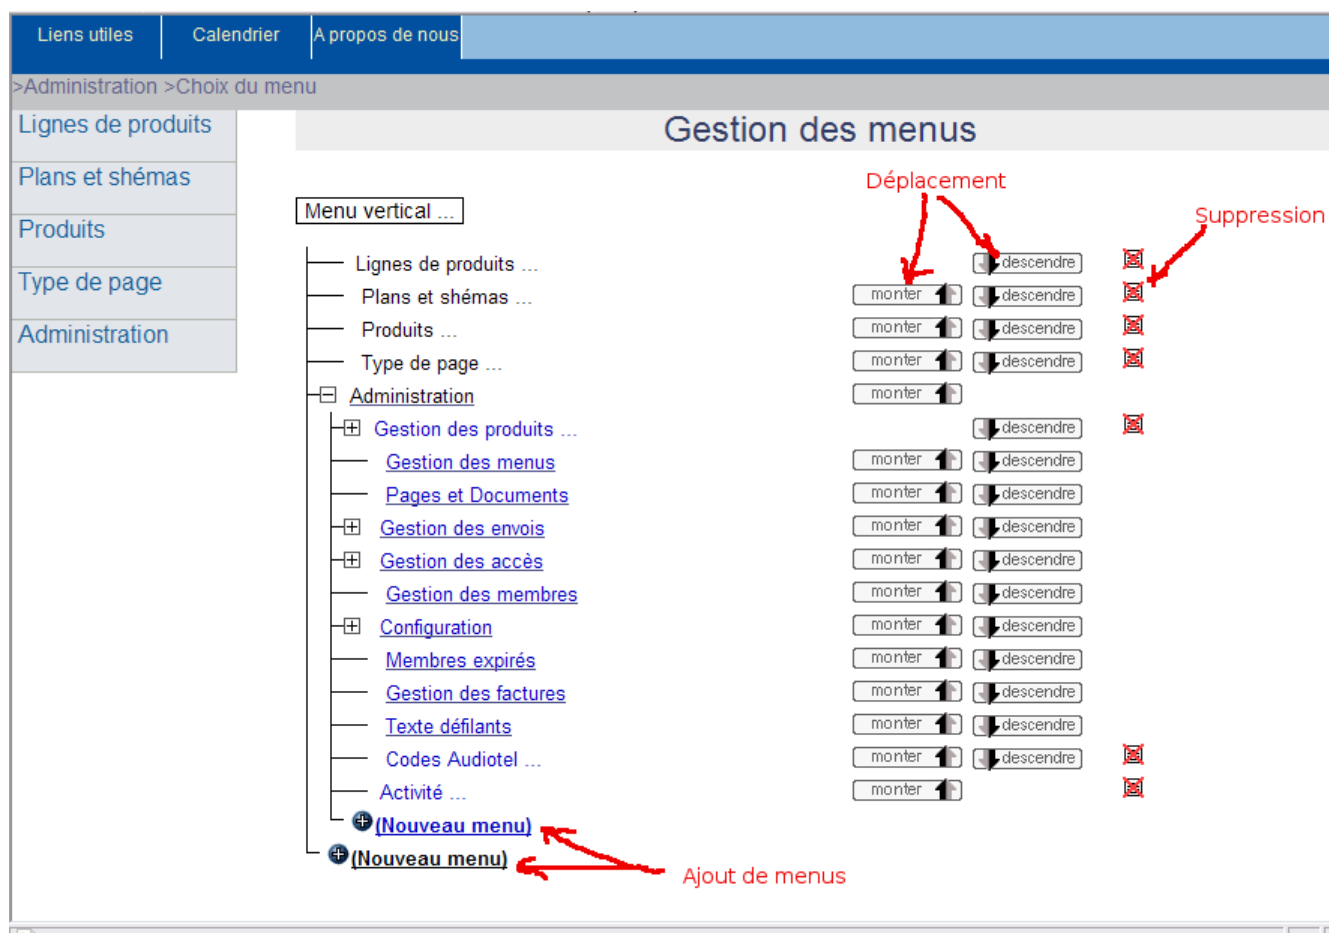 Liens utiles Calendrier A propos de nous
>Administration >Choix du menu
Lignes de produits
Plans et shémas
Produits
Type de page
Administration
Gestion des menus
Déplacement
Suppression
Menu vertical ...
Lignes de produits ... descendre
Plans et shémas ... monter descendre
Produits ... monter descendre
Type de page ... monter descendre
Administration monter
Gestion des produits ... descendre
Gestion des menus monter descendre
Pages et Documents monter descendre
Gestion des envois monter descendre
Gestion des accès monter descendre
Gestion des membres monter descendre
Configuration monter descendre
Membres expirés monter descendre
Gestion des factures monter descendre
Texte défilants monter descendre
Codes Audiotel ... monter descendre
Activité ... monter
(Nouveau menu)
(Nouveau menu)
Ajout de menus